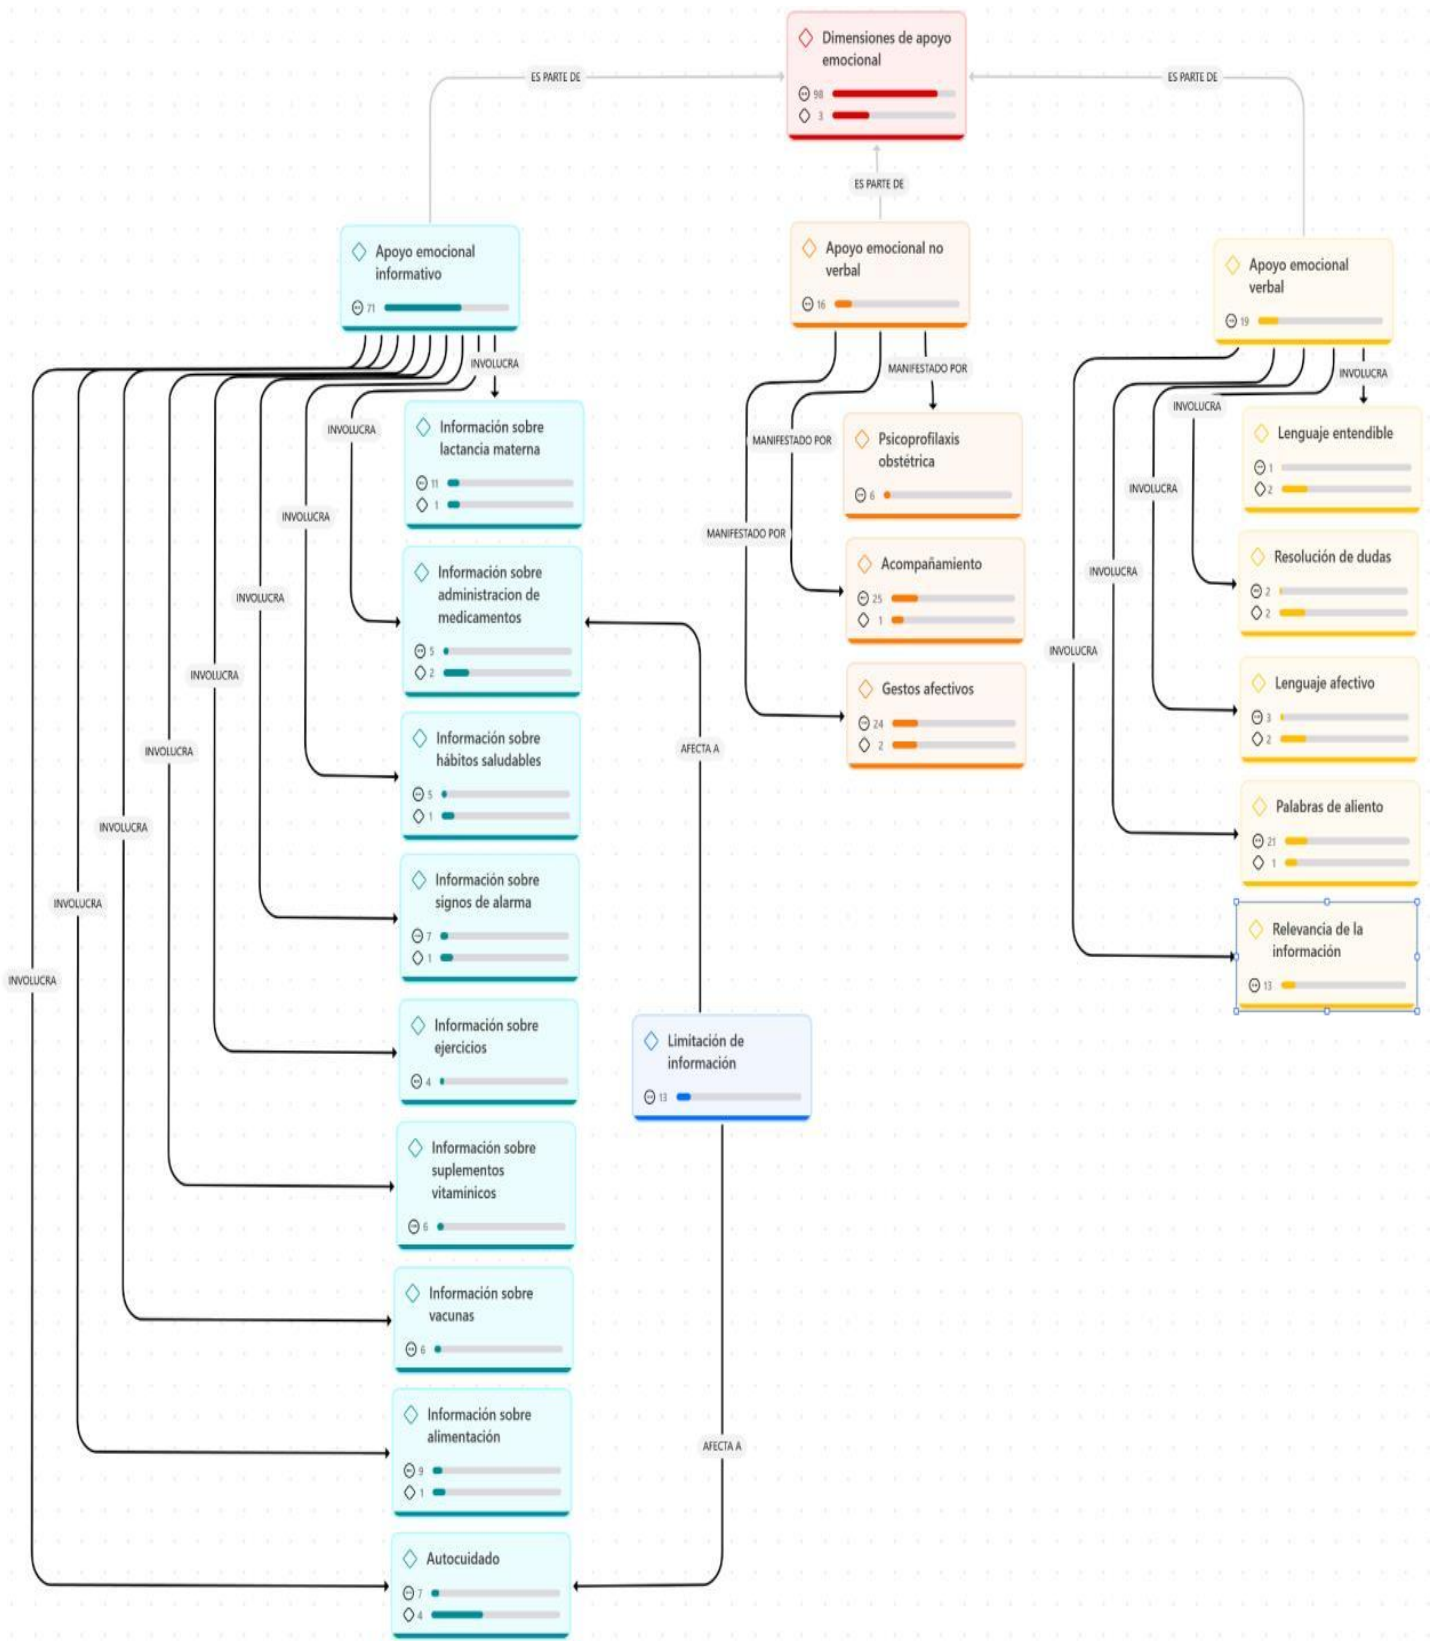 Dimensiones de apoyo
emocional
98
3
ES PARTE DE
ES PARTE DE
ES PARTE DE
Apoyo emocional
informativo
71
Apoyo emocional no
verbal
16
Apoyo emocional
verbal
19
INVOLUCRA
INVOLUCRA
INVOLUCRA
INVOLUCRA
INVOLUCRA
INVOLUCRA
INVOLUCRA
INVOLUCRA
INVOLUCRA
Información sobre
lactancia materna
11
1
Información sobre
administracion de
medicamentos
5
2
Información sobre
hábitos saludables
5
1
Información sobre
signos de alarma
7
1
Información sobre
ejercicios
4
Información sobre
suplementos
vitamínicos
6
Información sobre
vacunas
6
Información sobre
alimentación
9
1
Autocuidado
7
4
AFECTA A
Limitación de
información
13
AFECTA A
MANIFESTADO POR
MANIFESTADO POR
MANIFESTADO POR
Psicoprofilaxis
obstétrica
6
Acompañamiento
25
1
Gestos afectivos
24
2
INVOLUCRA
INVOLUCRA
INVOLUCRA
INVOLUCRA
INVOLUCRA
Lenguaje entendible
1
2
Resolución de dudas
2
2
Lenguaje afectivo
3
2
Palabras de aliento
21
1
Relevancia de la
información
13